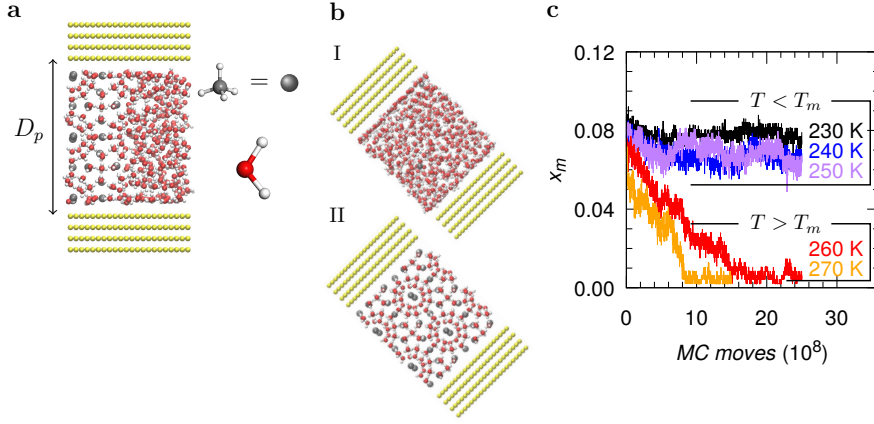 a
D_p
=
b
I
II
c
x_m
0.12
0.08
0.04
0.00
T < T_m
230 K
240 K
250 K
T > T_m
260 K
270 K
0 10 20 30
MC moves (10^8)